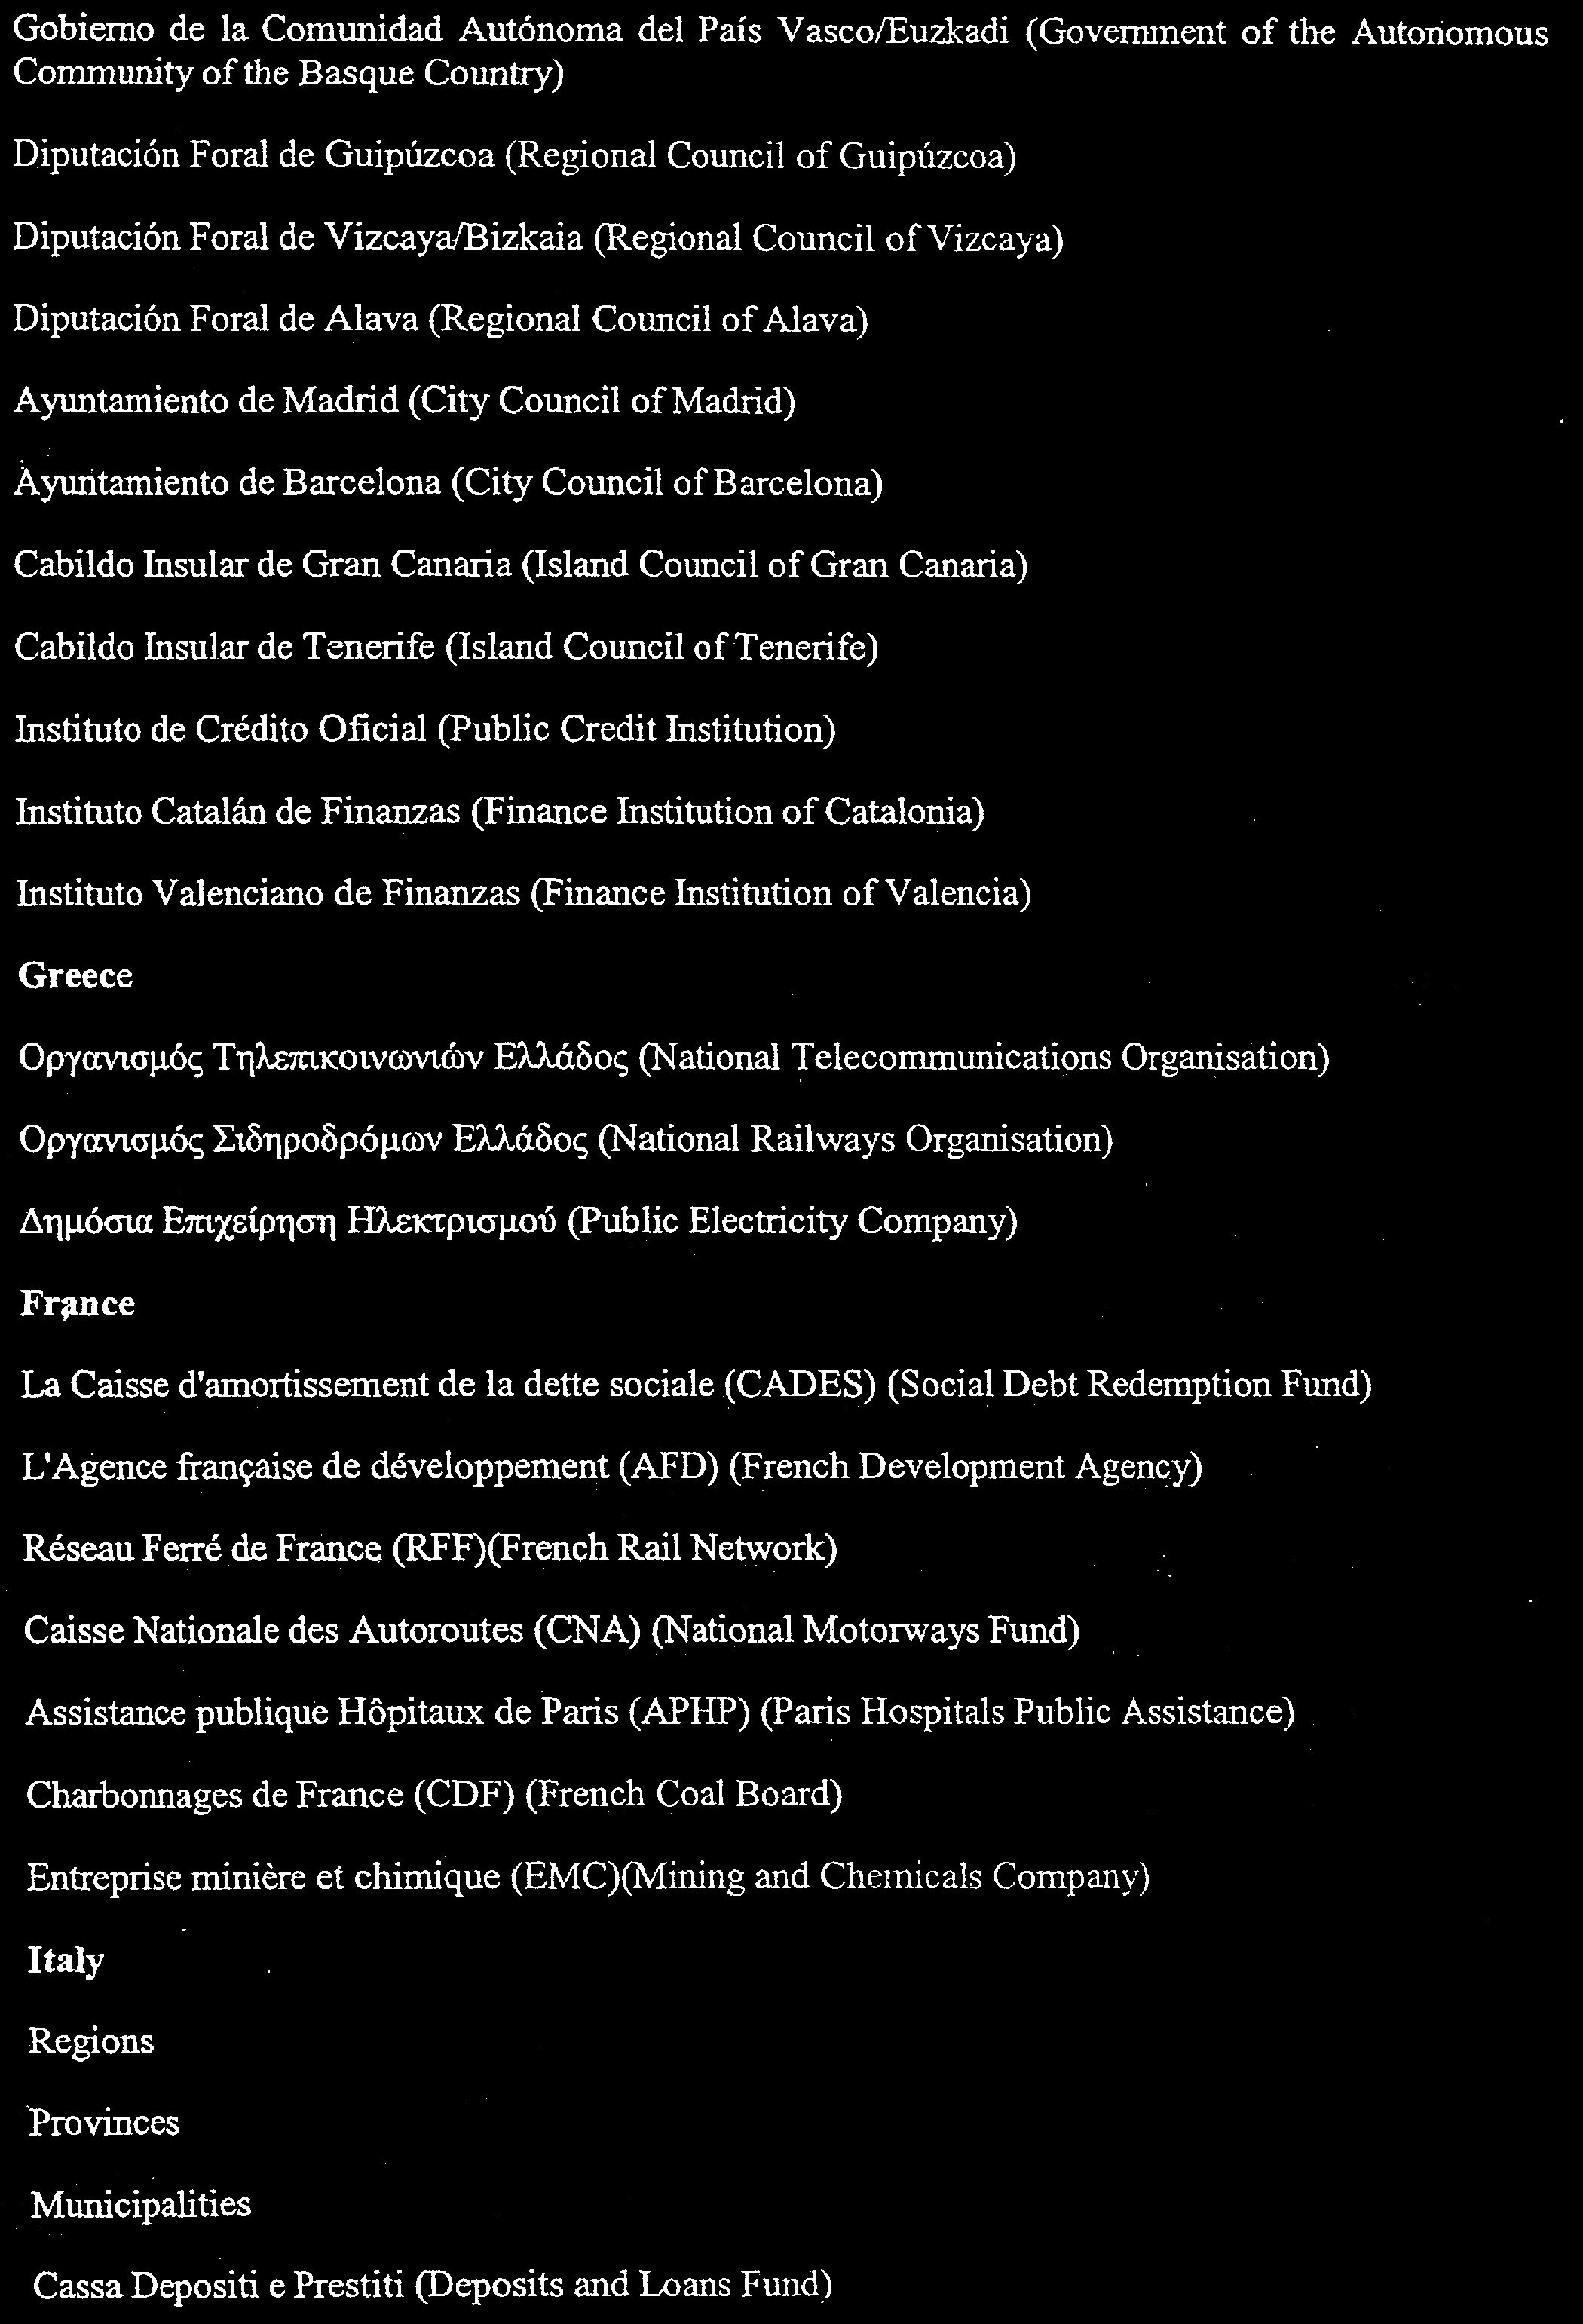 Gobierno de la Comunidad Autónoma del País Vasco/Euzkadi (Government of the Autonomous
Community of the Basque Country)
Diputación Foral de Guipúzcoa (Regional Council of Guipúzcoa)
Diputación Foral de Vizcaya/Bizkaia (Regional Council of Vizcaya)
Diputación Foral de Alava (Regional Council of Alava)
Ayuntamiento de Madrid (City Council of Madrid)
Ayuntamiento de Barcelona (City Council of Barcelona)
Cabildo Insular de Gran Canaria (Island Council of Gran Canaria)
Cabildo Insular de Tenerife (Island Council of Tenerife)
Instituto de Crédito Oficial (Public Credit Institution)
Instituto Catalán de Finanzas (Finance Institution of Catalonia)
Instituto Valenciano de Finanzas (Finance Institution of Valencia)
Greece
Οργανισμός Τηλεπικοινωνιών Ελλάδος (National Telecommunications Organisation)
Οργανισμός Σιδηροδρόμων Ελλάδος (National Railways Organisation)
Δημόσια Επιχείρηση Ηλεκτρισμού (Public Electricity Company)
France
La Caisse d'amortissement de la dette sociale (CADES) (Social Debt Redemption Fund)
L'Agence française de développement (AFD) (French Development Agency)
Réseau Ferré de France (RFF)(French Rail Network)
Caisse Nationale des Autoroutes (CNA) (National Motorways Fund)
Assistance publique Hôpitaux de Paris (APHP) (Paris Hospitals Public Assistance)
Charbonnages de France (CDF) (French Coal Board)
Entreprise minière et chimique (EMC)(Mining and Chemicals Company)
Italy
Regions
Provinces
Municipalities
Cassa Depositi e Prestiti (Deposits and Loans Fund)